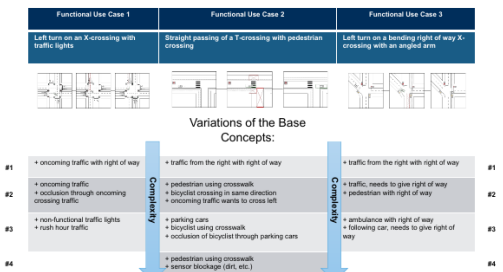 Functional Use Case 1
Functional Use Case 2
Functional Use Case 3
Left turn on an X-crossing with
traffic lights
Straight passing of a T-crossing with pedestrian
crossing
Left turn on a bending right of way X-
crossing with an angled arm
Variations of the Base
Concepts:
#1
+ oncoming traffic with right of way
+ traffic from the right with right of way
+ traffic from the right with right of way
#1
#2
+ oncoming traffic
+ occlusion through oncoming
crossing traffic
+ pedestrian using crosswalk
+ bicyclist crossing in same direction
+ oncoming traffic wants to cross left
+ traffic, needs to give right of way
+ pedestrian with right of way
#2
Complexity
Complexity
#3
+ non-functional traffic lights
+ rush hour traffic
+ parking cars
+ bicyclist using crosswalk
+ occlusion of bicyclist through parking cars
+ ambulance with right of way
+ following car, needs to give right of
way
#3
#4
+ pedestrian using crosswalk
+ sensor blockage (dirt, etc.)
#4